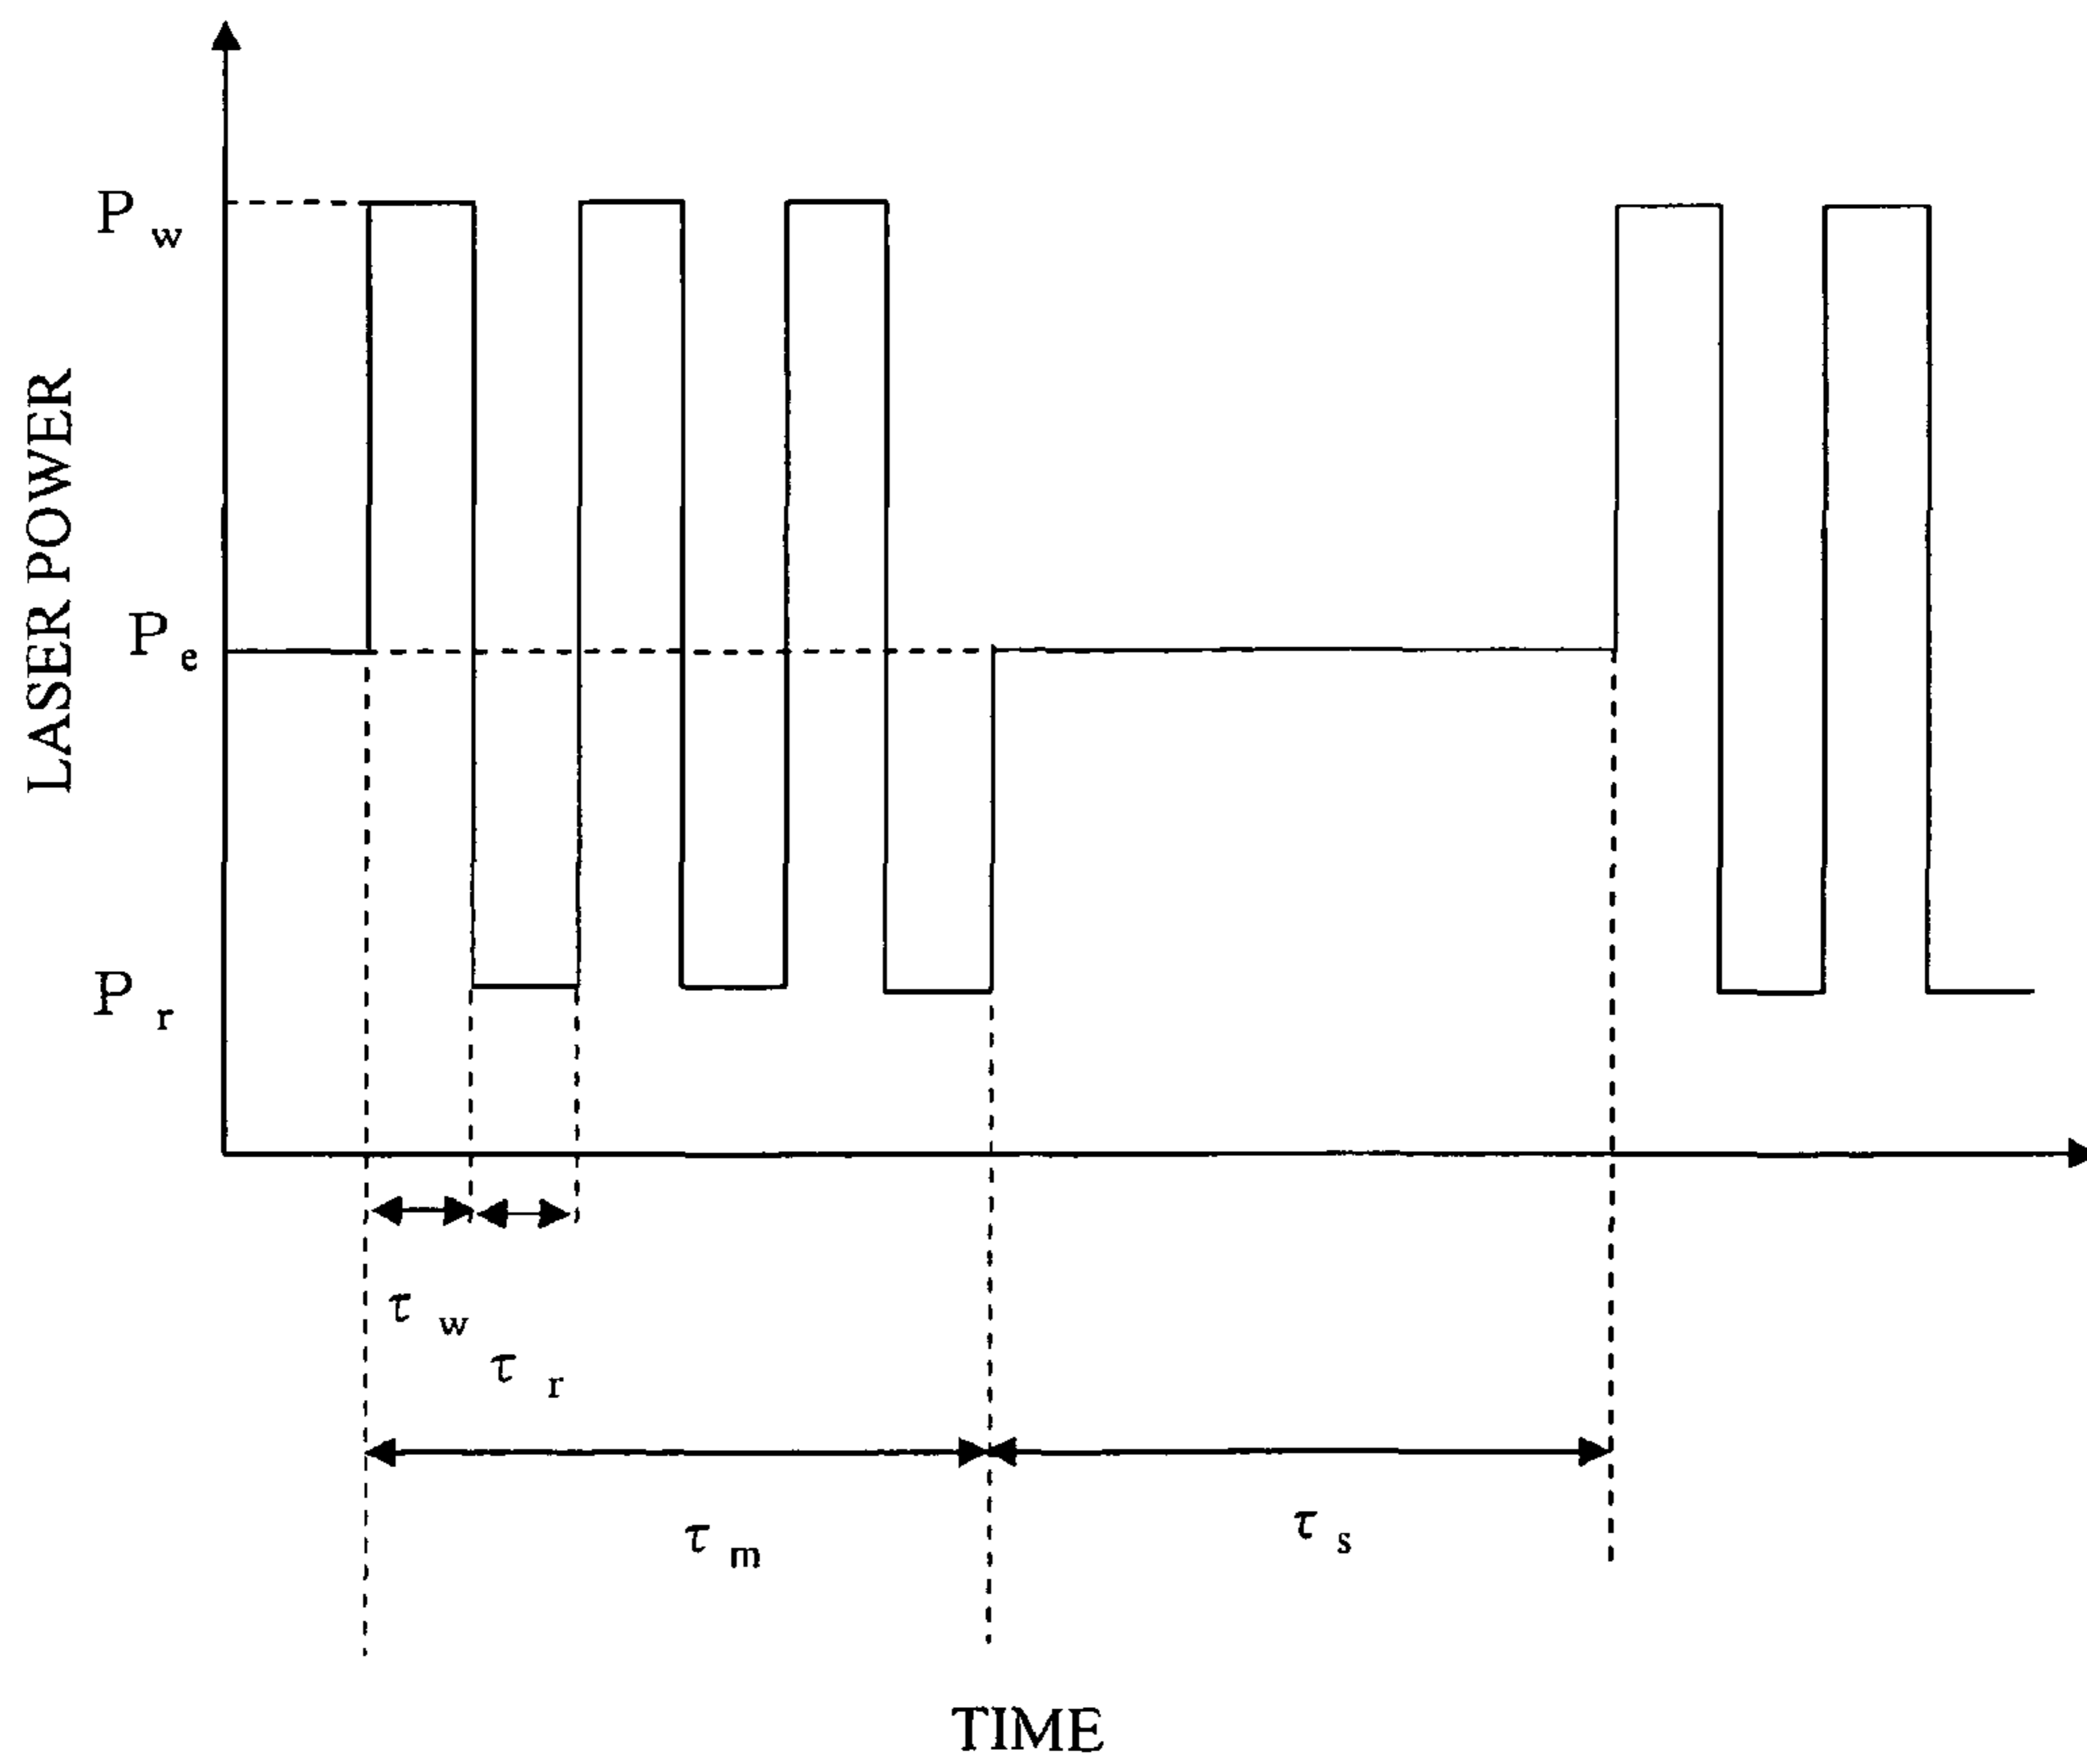 P w
LASER POWER
P e
P r
τ w
τ r
τ m
τ s
TIME